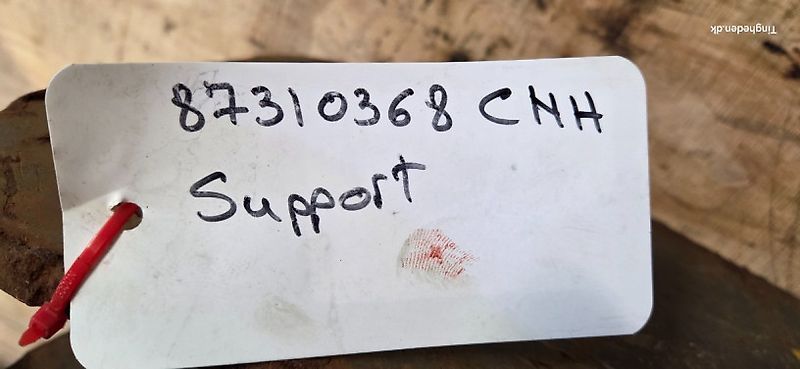 87310368 CNH
Support
Tingheden.dk